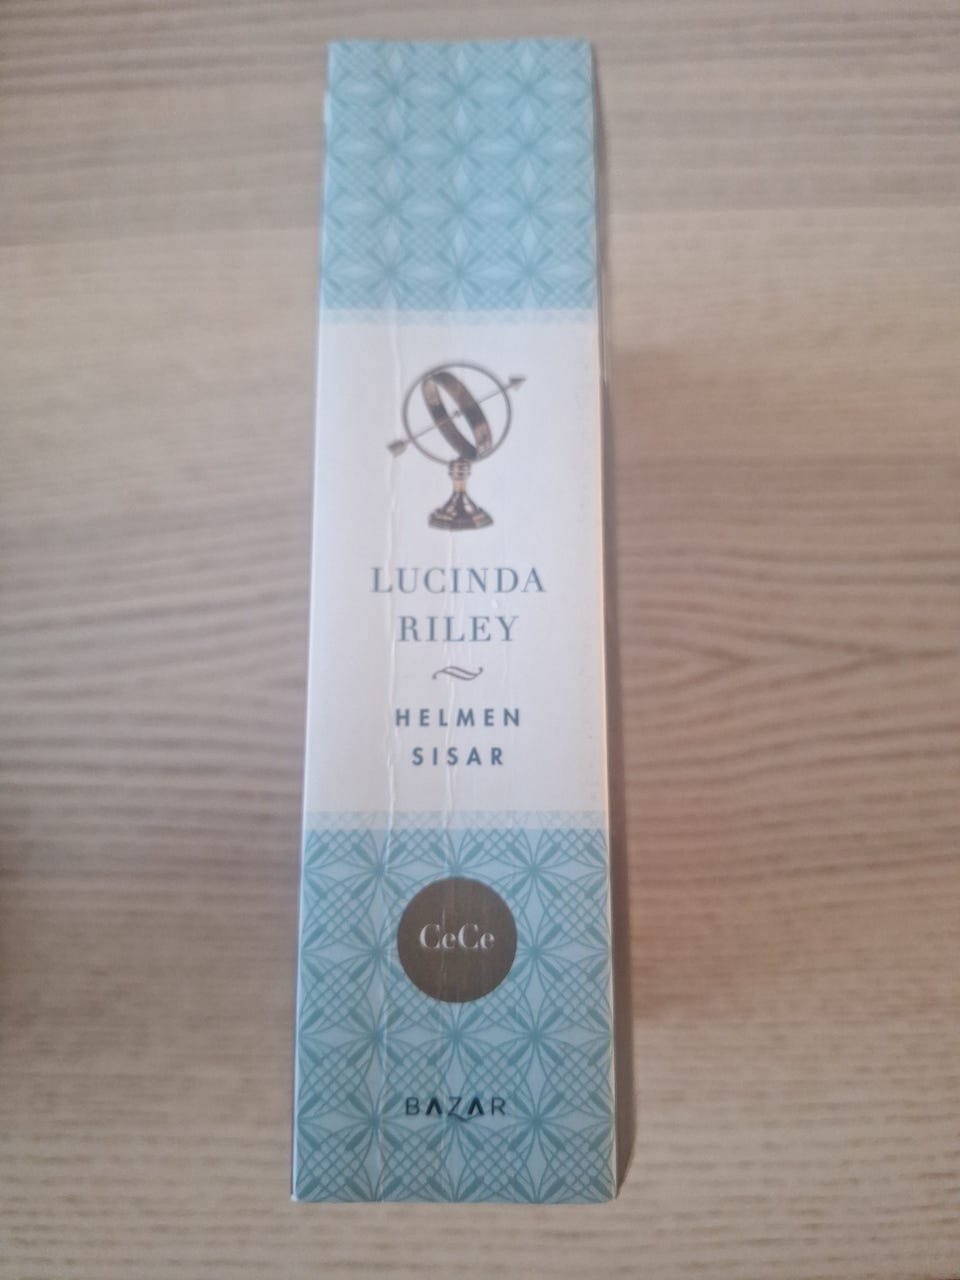 LUCINDA
RILEY
HELMEN
SISAR
CeCe
BAZAR